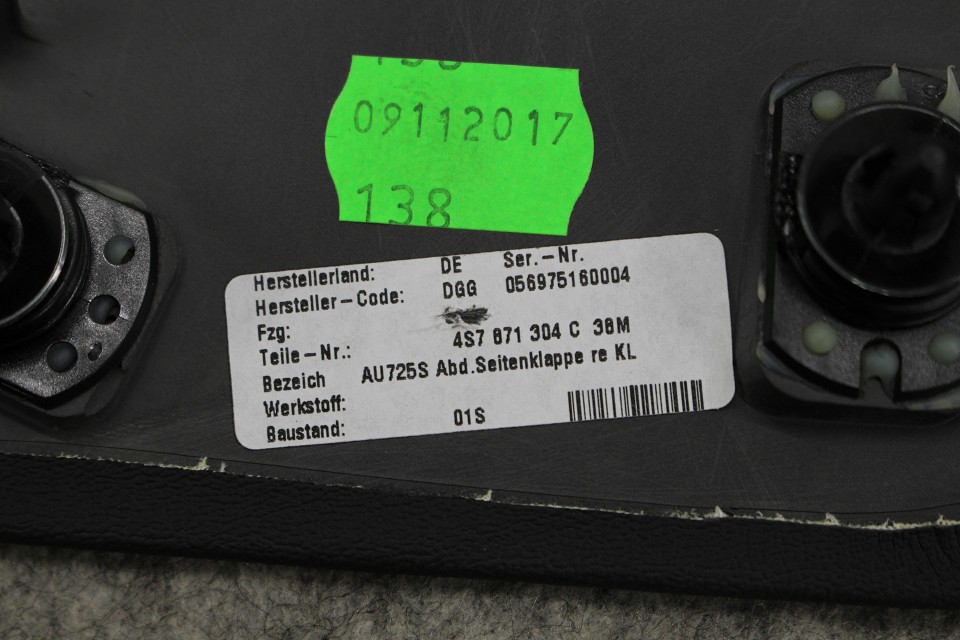 09112017
138
Herstellerland: DE Ser.-Nr.
Hersteller-Code: DGG 056975160004
Fzg:
Teile-Nr.: 4S7 871 304 C 38M
Bezeich AU725S Abd.Seitenklappe re KL
Werkstoff:
Baustand: 01S